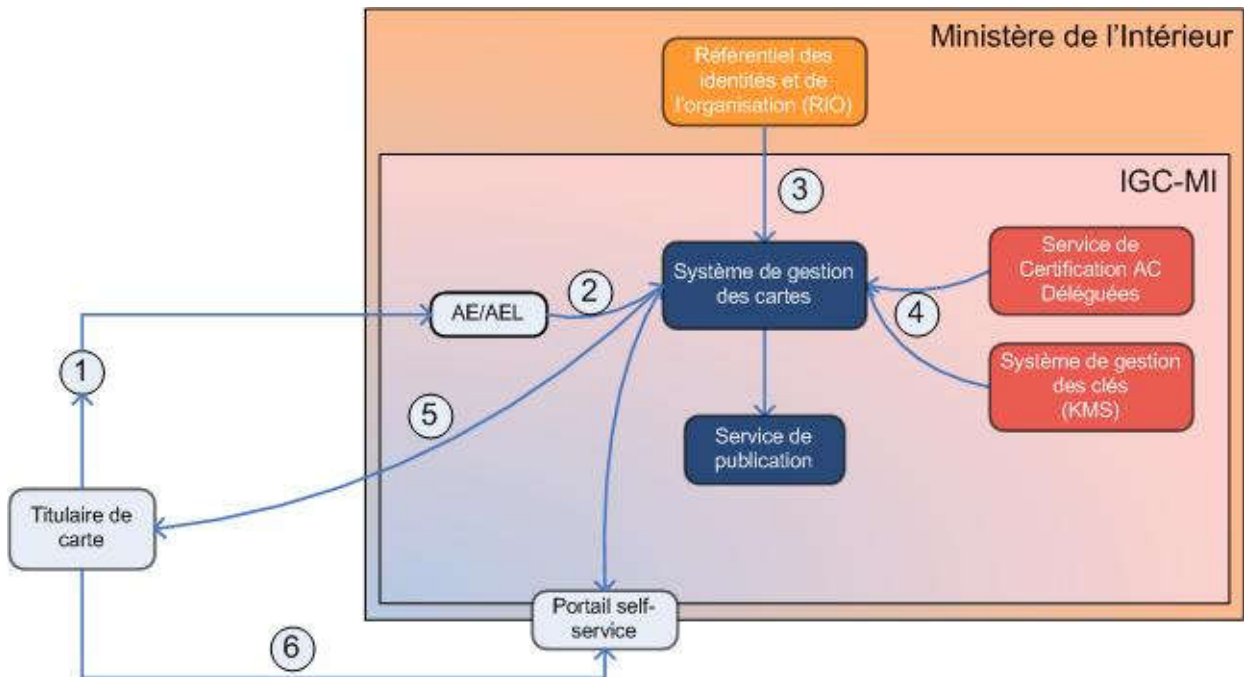 Ministère de l'Intérieur
Référentiel des
identités et de
l'organisation (RIO)
IGC-MI
3
Service de
Certification AC
Déléguées
Système de gestion
des cartes
2
AE/AEL
4
1
Système de gestion
des clés
(KMS)
5
Service de
publication
Titulaire de
carte
Portail self-
service
6